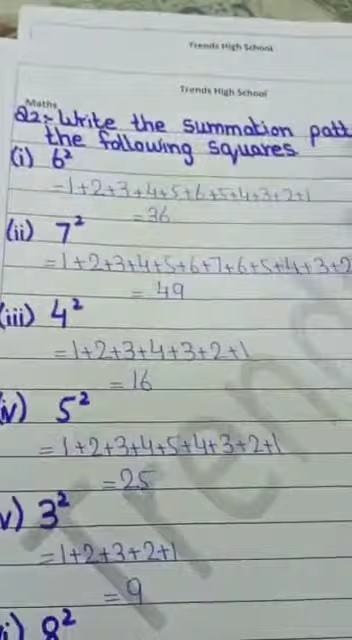 Trends High School
Trends High School
Maths
Q2:- Write the summation patt
the following squares
(i) 6²
=1+2+3+4+5+6+5+4+3+2+1
=36
(ii) 7²
=1+2+3+4+5+6+7+6+5+4+3+2
= 49
(iii) 4²
=1+2+3+4+3+2+1
=16
iv) 5²
=1+2+3+4+5+4+3+2+1
=25
v) 3²
=1+2+3+2+1
=9
i) 8²
Trends